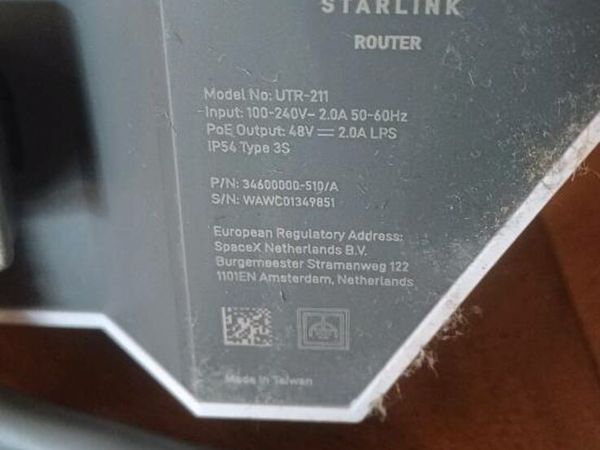 STARLINK
ROUTER
Model No: UTR-211
Input: 100-240V~ 2.0A 50-60Hz
PoE Output: 48V ⎓ 2.0A LPS
IP54 Type 3S
P/N: 34600000-510/A
S/N: WAWC01349851
European Regulatory Address:
SpaceX Netherlands B.V.
Burgemeester Stramanweg 122
1101EN Amsterdam, Netherlands
Made in Taiwan